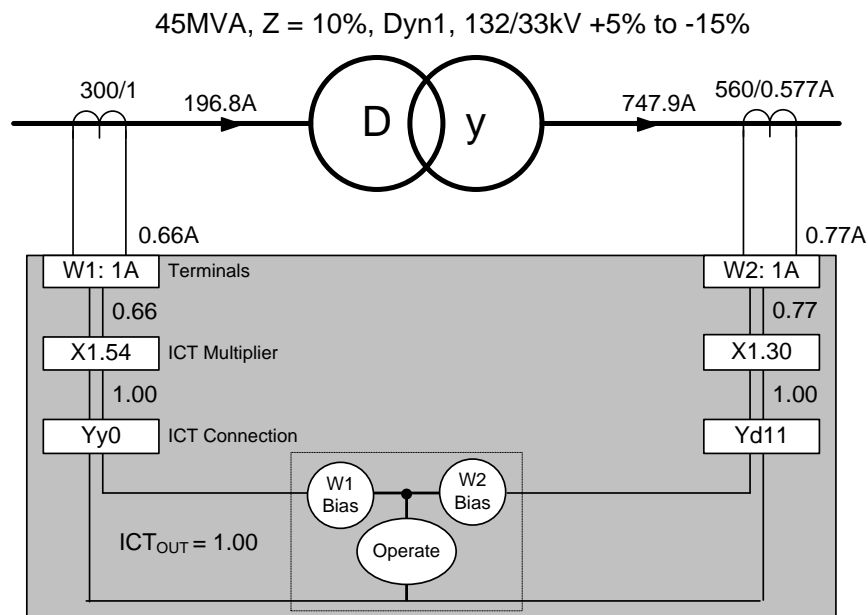 45MVA, Z = 10%, Dyn1, 132/33kV +5% to -15%
300/1
196.8A
D
y
747.9A
560/0.577A
0.66A
0.77A
W1: 1A
Terminals
W2: 1A
0.66
0.77
X1.54
ICT Multiplier
X1.30
1.00
1.00
Yy0
ICT Connection
Yd11
W1
Bias
W2
Bias
ICTOUT = 1.00
Operate